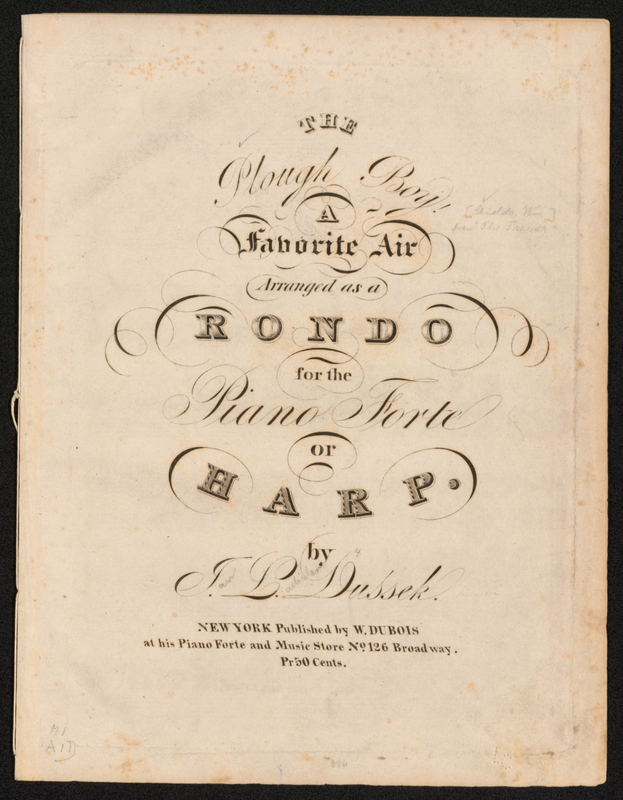 THE
Plough Boy,
A
Favorite Air
Arranged as a
RONDO
for the
Piano Forte
or
HARP.
by
J. L. Dussek.
NEW YORK Published by W. DUBOIS
at his Piano Forte and Music Store No. 126 Broadway.
Pr 50 Cents.